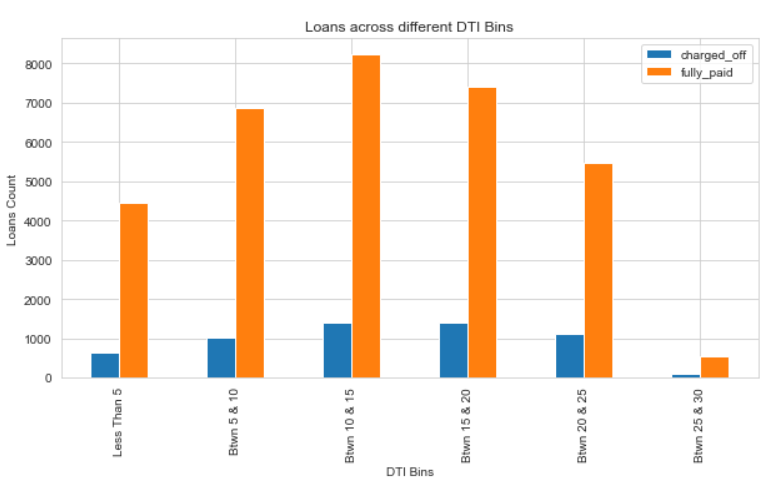 Loans across different DTI Bins
charged_off
fully_paid
8000
7000
6000
5000
4000
3000
2000
1000
0
Loans Count
Less Than 5
Btwn 5 & 10
Btwn 10 & 15
Btwn 15 & 20
Btwn 20 & 25
Btwn 25 & 30
DTI Bins